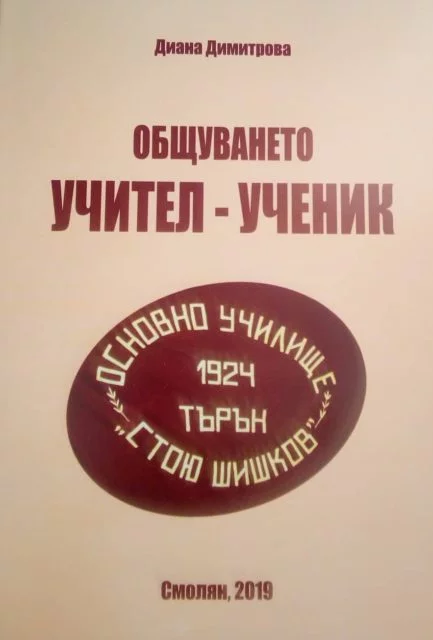 Диана Димитрова
ОБЩУВАНЕТО
УЧИТЕЛ - УЧЕНИК
ОСНОВНО УЧИЛИЩЕ
1924
ТЪРЪН
„СТОЮ ШИШКОВ"
Смолян, 2019